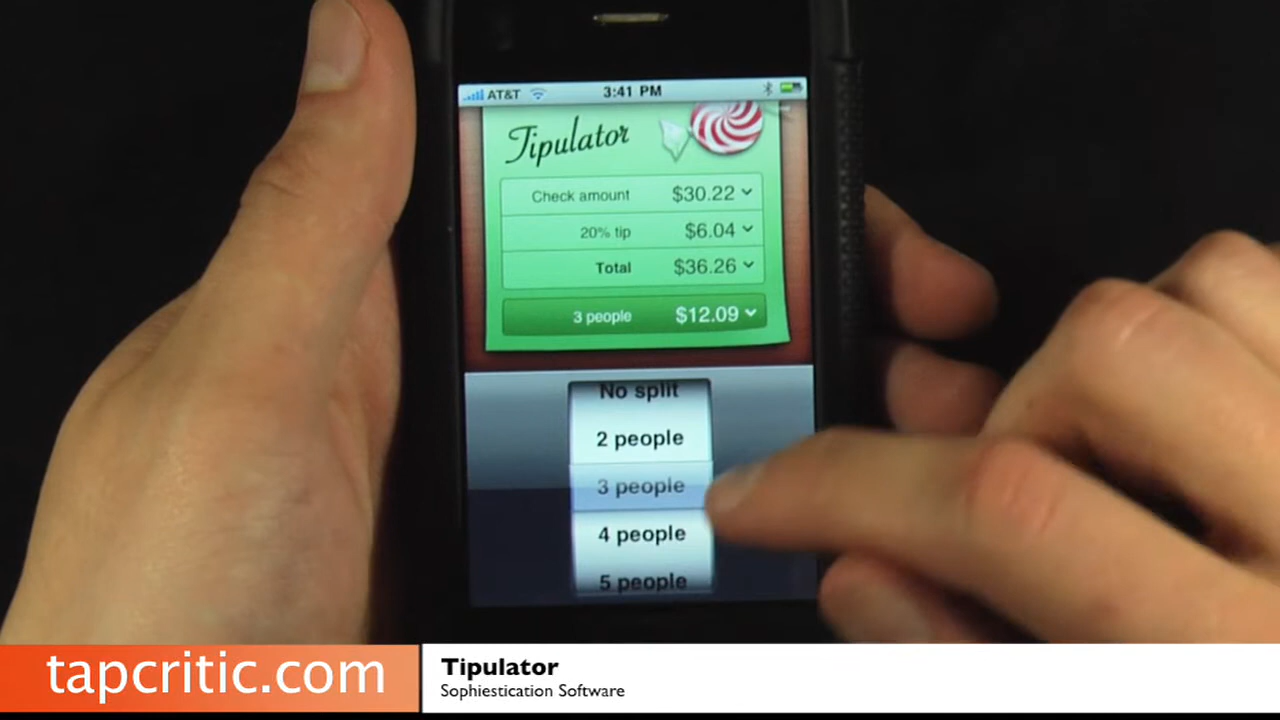 AT&T 3:41 PM
Tipulator
Check amount $30.22
20% tip $6.04
Total $36.26
3 people $12.09
No split
2 people
3 people
4 people
5 people
tapcritic.com
Tipulator
Sophiestication Software